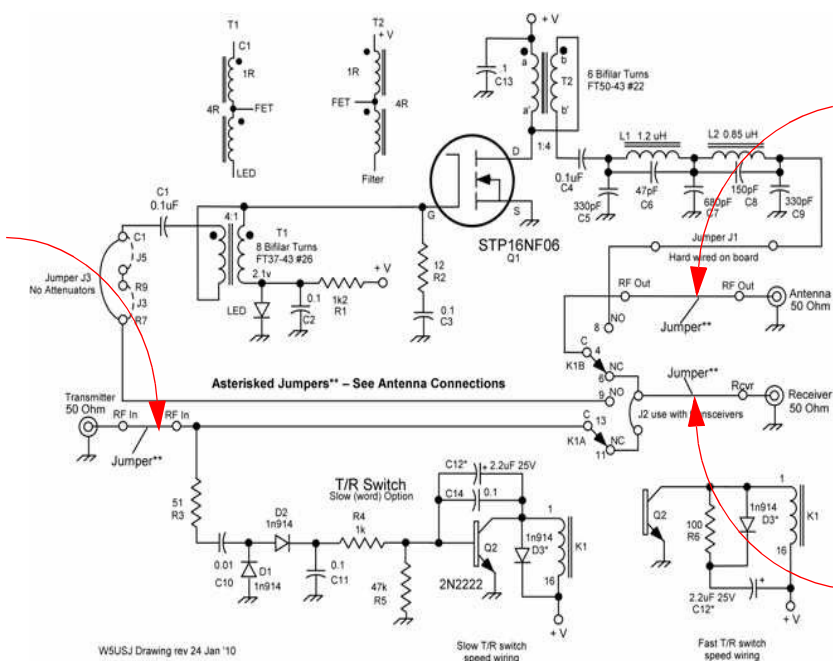 T1
T2
+ V
+ V
C1
1R
4R
FET
LED
1R
FET
4R
Filter
.1
C13
a
b
T2
a'
b'
6 Bifilar Turns
FT50-43 #22
1:4
D
G
S
STP16NF06
Q1
0.1uF
C4
L1 1.2 uH
L2 0.85 uH
330pF
C5
47pF
C6
680pF
C7
150pF
C8
330pF
C9
C1
0.1uF
4:1
T1
8 Bifilar Turns
FT37-43 #26
2.1v
+ V
LED
0.1
C2
1k2
R1
12
R2
0.1
C3
C1
J5
R9
J3
R7
Jumper J3
No Attenuators
Jumper J1
Hard wired on board
RF Out
RF Out
Antenna
50 Ohm
Jumper**
8
NO
C
4
K1B
NC
6
9
NO
Asterisked Jumpers** – See Antenna Connections
Jumper**
Rcvr
Receiver
50 Ohm
J2 use with transceivers
C
13
K1A
NC
11
Transmitter
50 Ohm
RF In
RF In
Jumper**
T/R Switch
Slow (word) Option
51
R3
0.01
C10
D2
1n914
D1
1n914
0.1
C11
R4
1k
47k
R5
C12*
+
2.2uF 25V
C14
0.1
Q2
2N2222
1n914
D3*
1
16
K1
+ V
Q2
100
R6
1n914
D3*
1
16
K1
2.2uF 25V
C12*
+
+ V
W5USJ Drawing rev 24 Jan '10
Slow T/R switch
speed wiring
Fast T/R switch
speed wiring